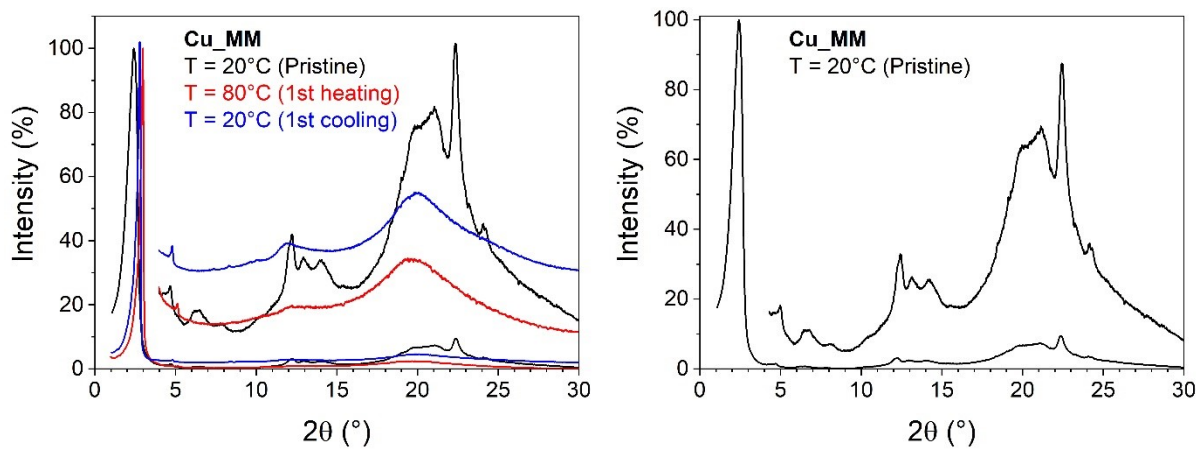 Cu_MM
T = 20°C (Pristine)
T = 80°C (1st heating)
T = 20°C (1st cooling)
Intensity (%)
100
80
60
40
20
0
0 5 10 15 20 25 30
2θ (°)
Cu_MM
T = 20°C (Pristine)
Intensity (%)
100
80
60
40
20
0
0 5 10 15 20 25 30
2θ (°)